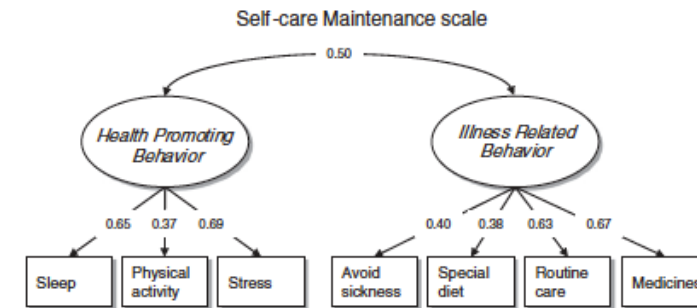 Self-care Maintenance scale
0.50
Health Promoting
Behavior
Illness Related
Behavior
0.65 0.37 0.69
0.40 0.38 0.63 0.67
Sleep
Physical
activity
Stress
Avoid
sickness
Special
diet
Routine
care
Medicines